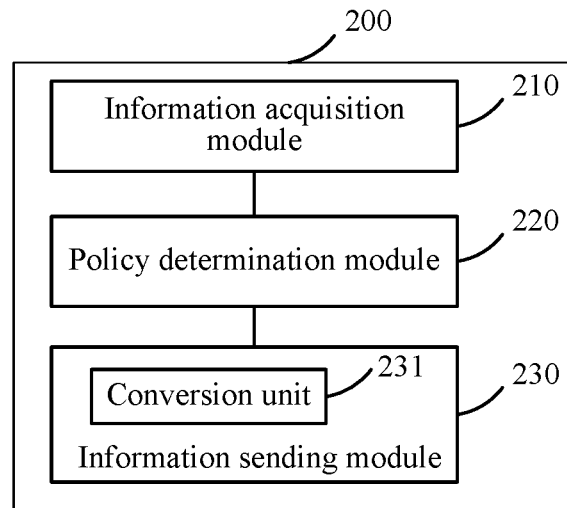 200
Information acquisition
module
210
Policy determination module
220
Conversion unit
231
Information sending module
230